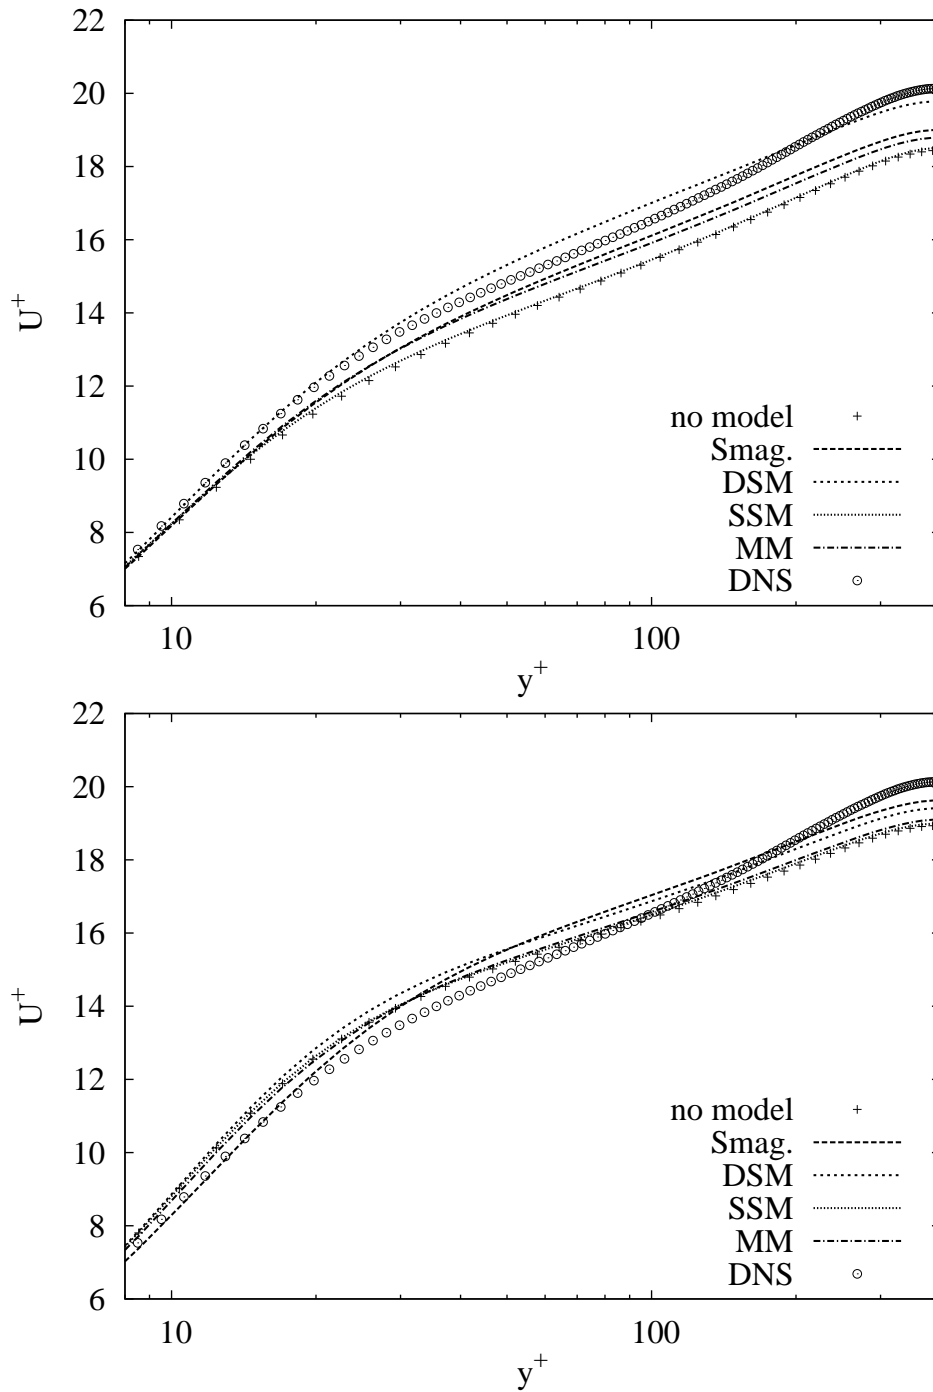 22
20
18
16
14
12
10
8
6
U+
no model
Smag.
DSM
SSM
MM
DNS
10 100
y+
22
20
18
16
14
12
10
8
6
U+
no model
Smag.
DSM
SSM
MM
DNS
10 100
y+